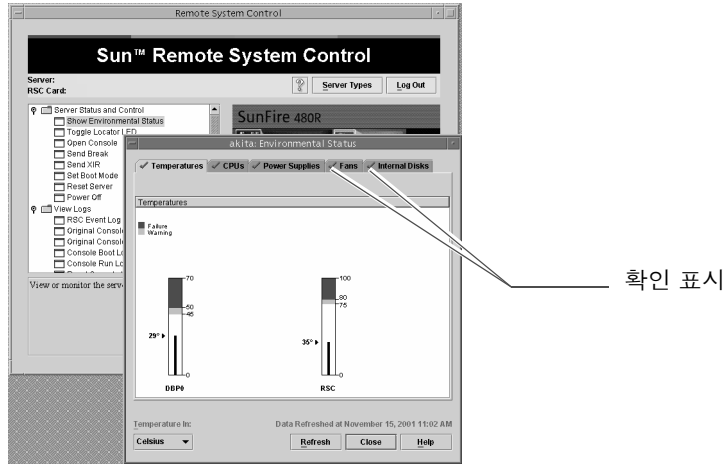 Remote System Control
Sun™ Remote System Control
Server:
RSC Card:
Server Types
Log Out
Server Status and Control
Show Environmental Status
Toggle Locator LED
Open Console
Send Break
Send XIR
Set Boot Mode
Reset Server
Power Off
View Logs
RSC Event Log
Original Consol
Original Consol
Console Boot Lo
Console Run Lo
View or monitor the serve
SunFire 480R
akita: Environmental Status
Temperatures
CPUs
Power Supplies
Fans
Internal Disks
Temperatures
Failure
Warning
70
50
45
29°
0
DBP0
100
80
75
35°
0
RSC
확인 표시
Temperature In:
Data Refreshed at November 15, 2001 11:02 AM
Celsius
Refresh
Close
Help